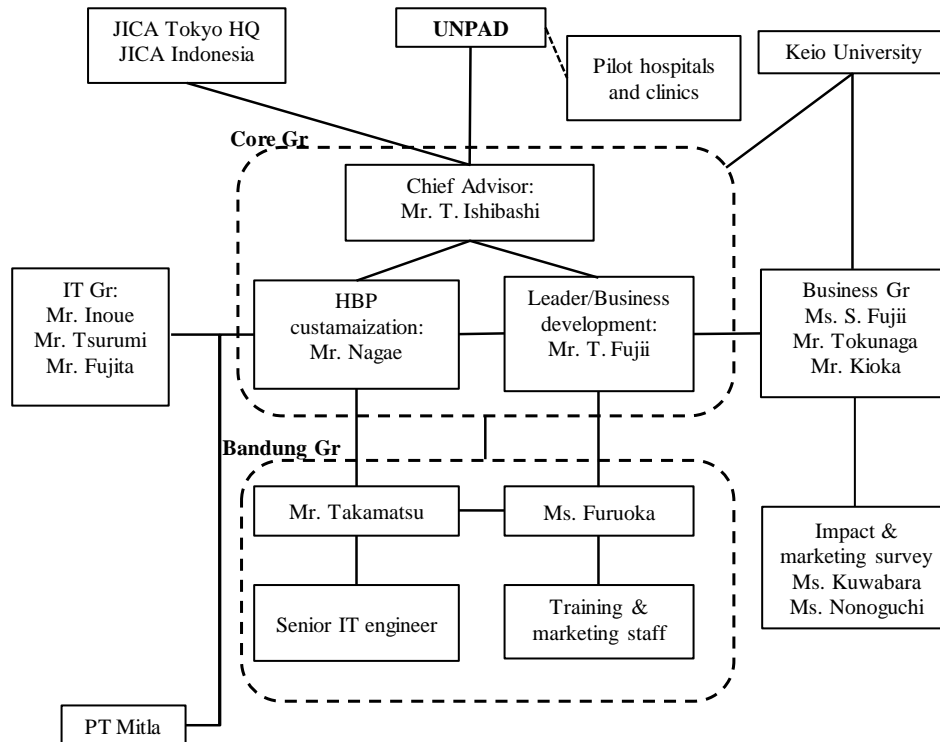 JICA Tokyo HQ
JICA Indonesia
UNPAD
Pilot hospitals
and clinics
Keio University
Core Gr
Chief Advisor:
Mr. T. Ishibashi
IT Gr:
Mr. Inoue
Mr. Tsurumi
Mr. Fujita
HBP
custamaization:
Mr. Nagae
Leader/Business
development:
Mr. T. Fujii
Business Gr
Ms. S. Fujii
Mr. Tokunaga
Mr. Kioka
Bandung Gr
Mr. Takamatsu
Ms. Furuoka
Impact &
marketing survey
Ms. Kuwabara
Ms. Nonoguchi
Senior IT engineer
Training &
marketing staff
PT Mitla